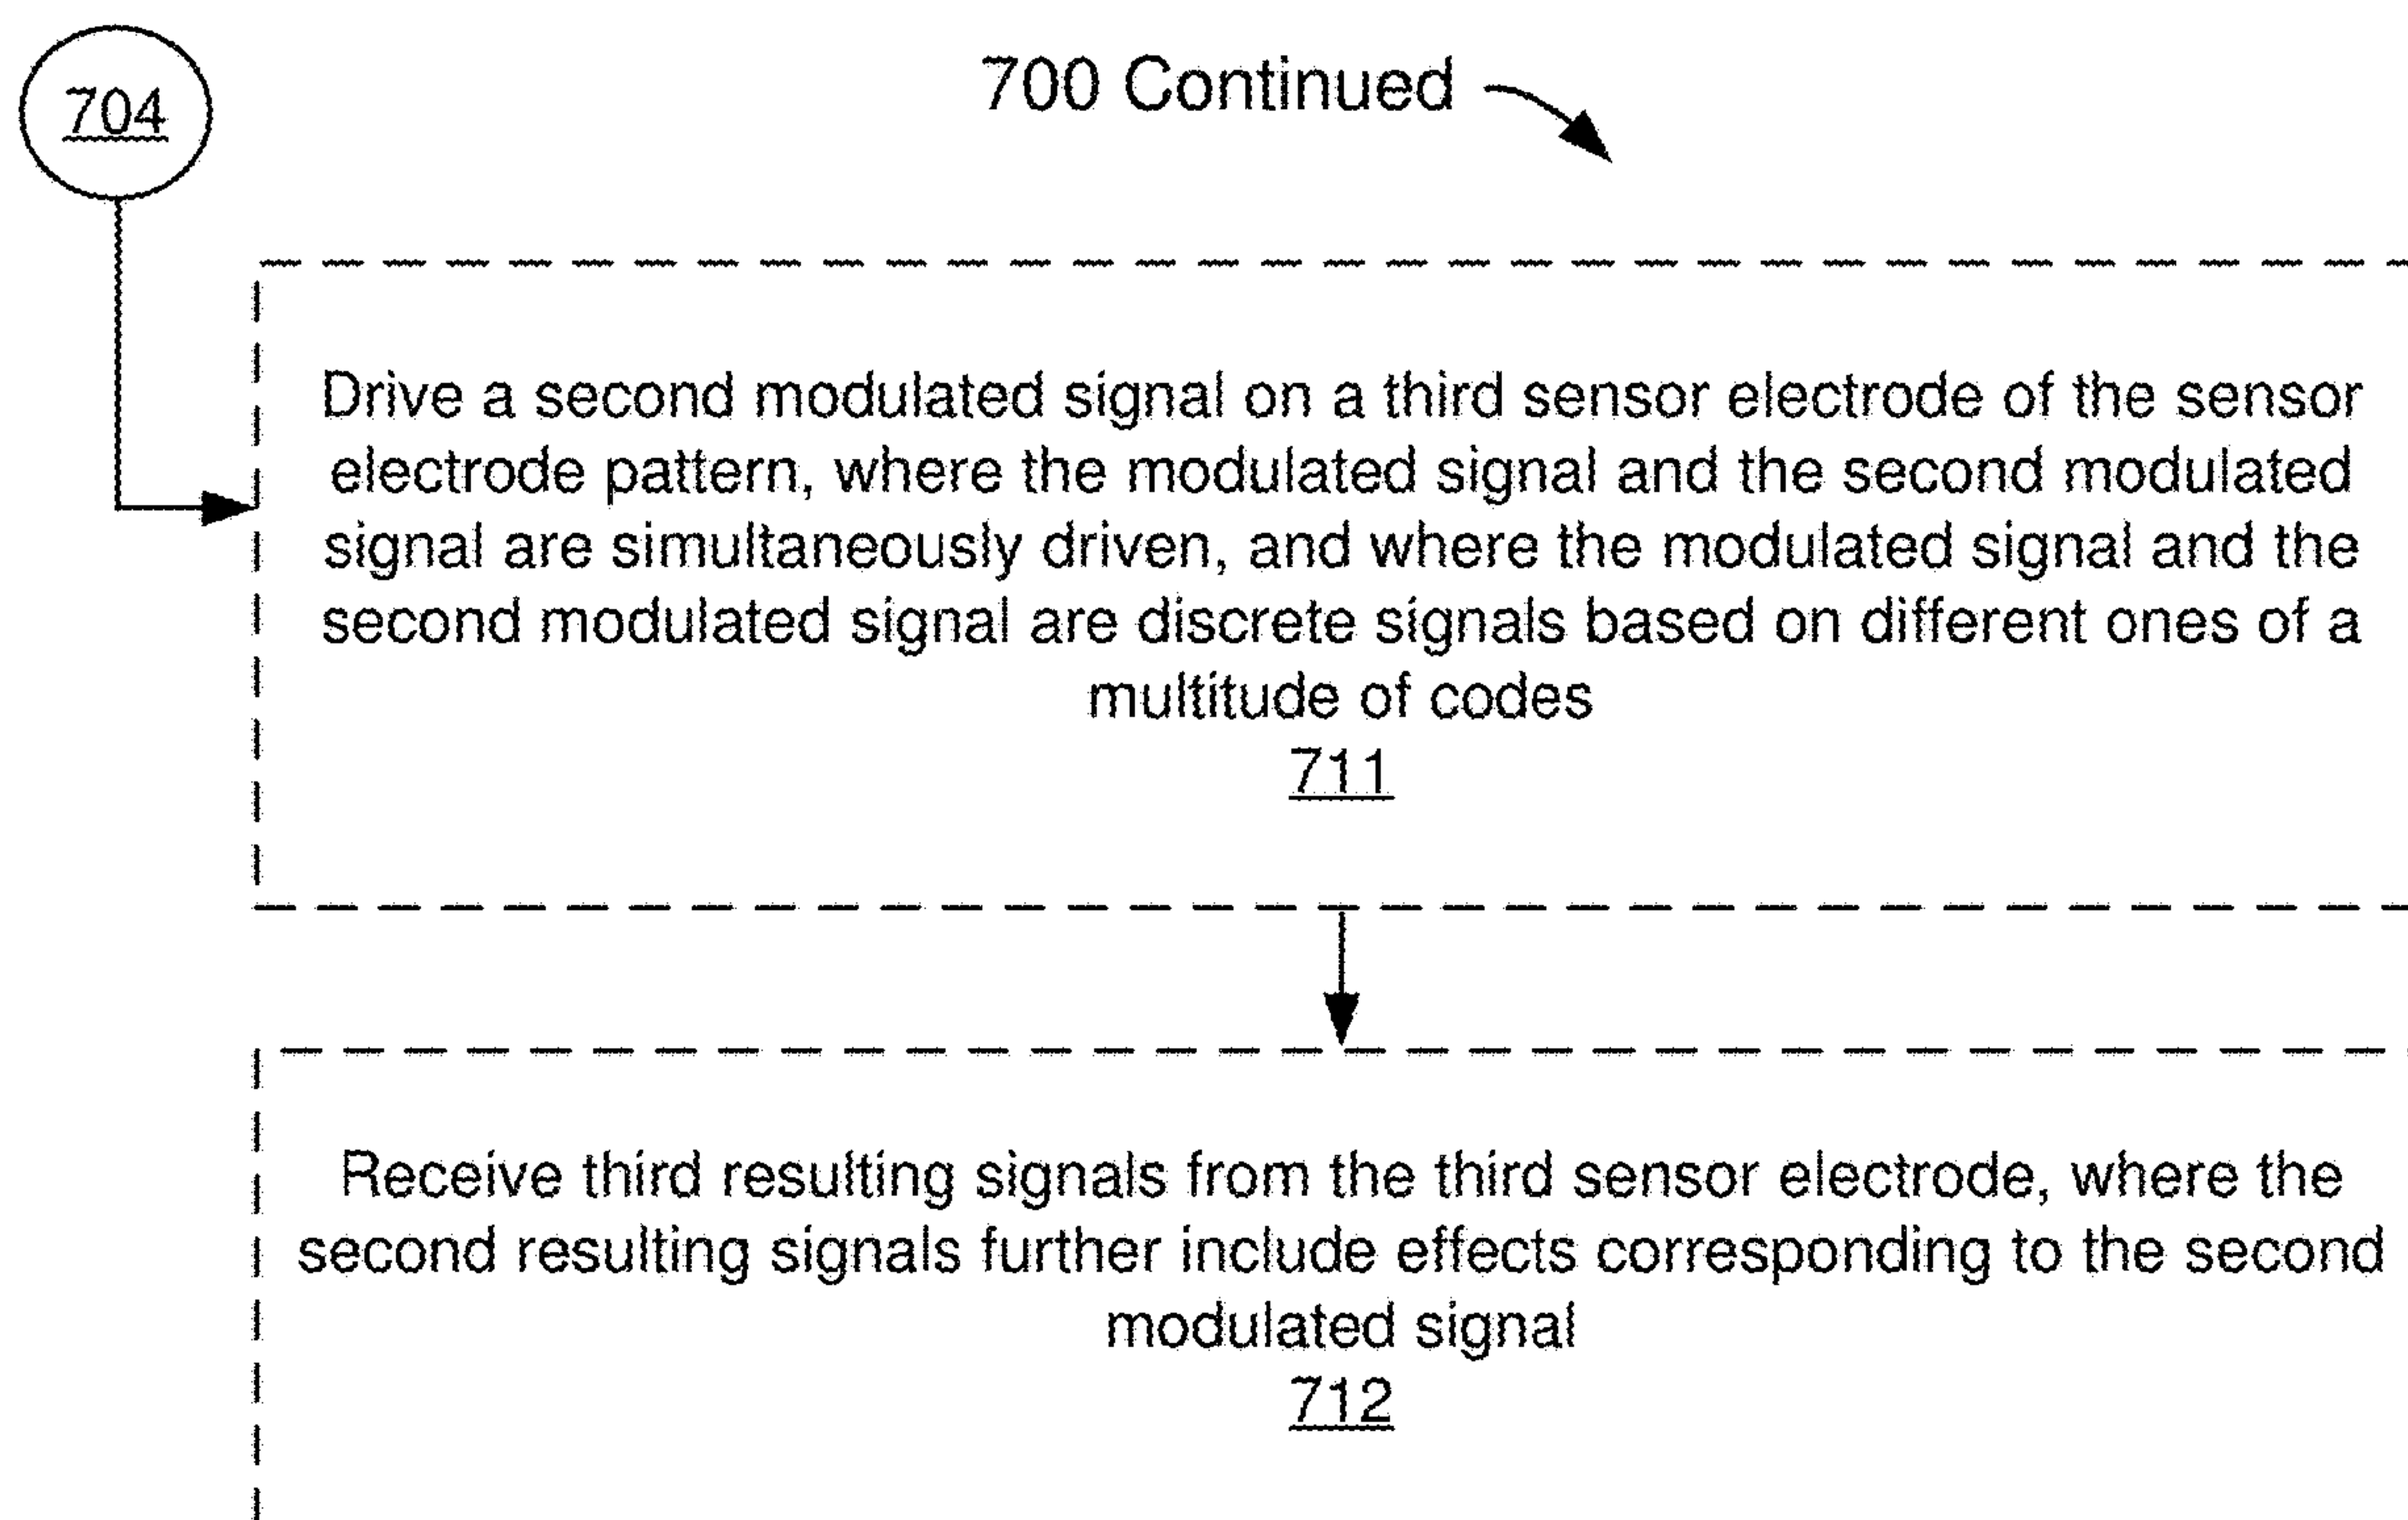 704
700 Continued
Drive a second modulated signal on a third sensor electrode of the sensor
electrode pattern, where the modulated signal and the second modulated
signal are simultaneously driven, and where the modulated signal and the
second modulated signal are discrete signals based on different ones of a
multitude of codes
711
Receive third resulting signals from the third sensor electrode, where the
second resulting signals further include effects corresponding to the second
modulated signal
712